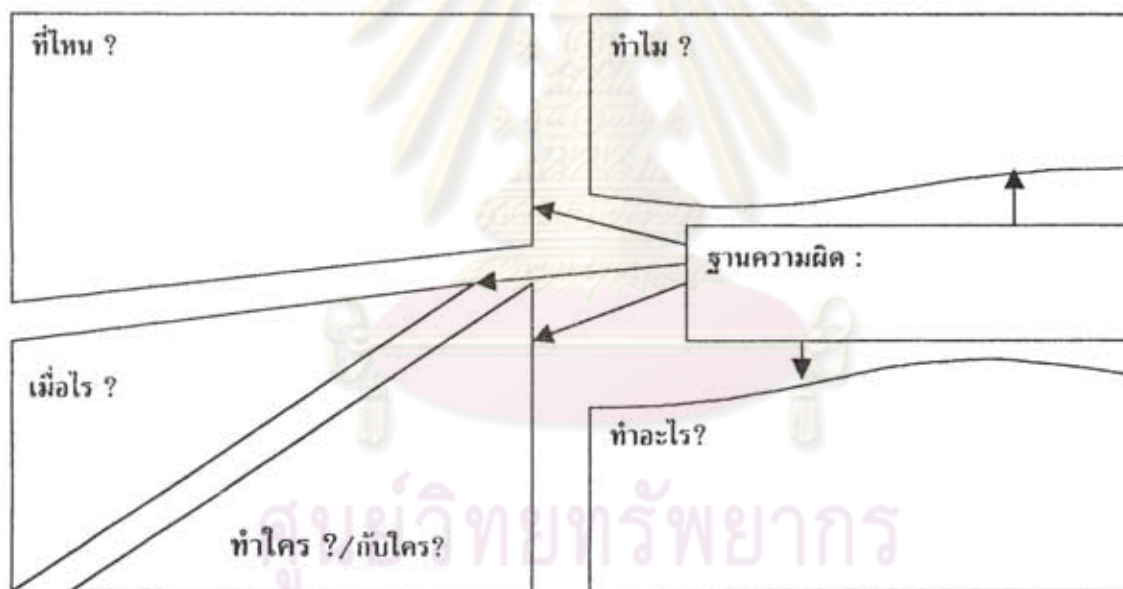 ที่ไหน ?
ทำไม ?
ฐานความผิด :
เมื่อไร ?
ทำอะไร?
ทำใคร ?/กับใคร?
ศูนย์วิทยทรัพยากร